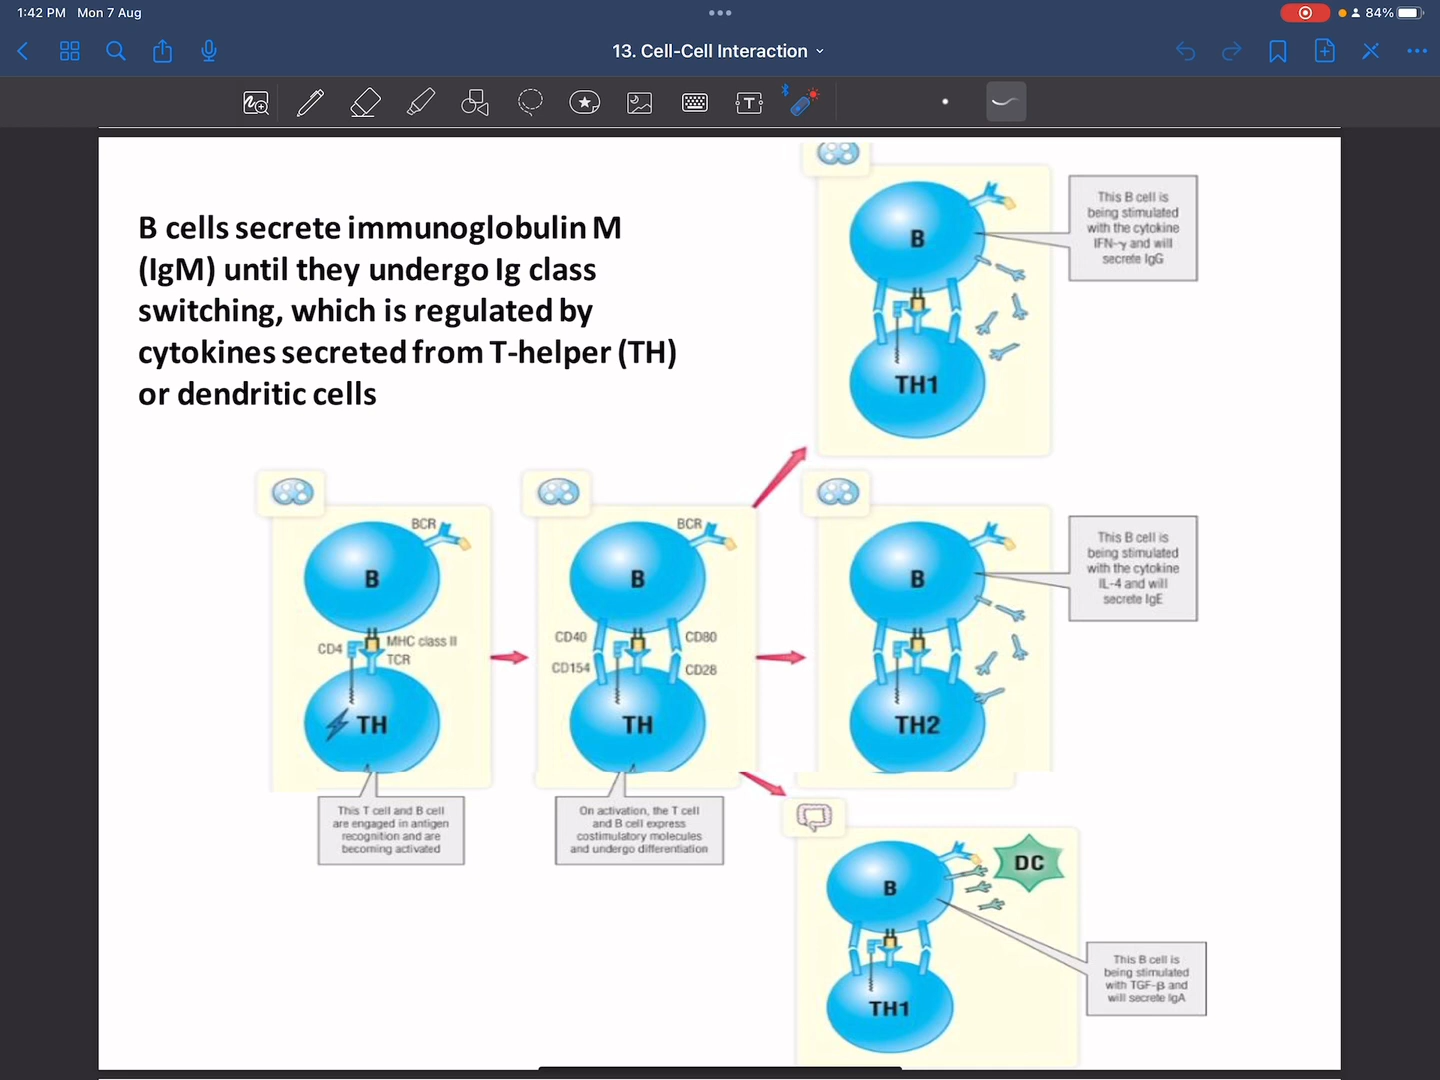 1:42 PM Mon 7 Aug
84%
13. Cell-Cell Interaction
T
B cells secrete immunoglobulin M
(IgM) until they undergo Ig class
switching, which is regulated by
cytokines secreted from T-helper (TH)
or dendritic cells
B
TH1
This B cell is
being stimulated
with the cytokine
IFN-γ and will
secrete IgG
BCR
B
CD4
MHC class II
TCR
TH
This T cell and B cell
are engaged in antigen
recognition and are
becoming activated
BCR
B
CD40
CD80
CD154
CD28
TH
On activation, the T cell
and B cell express
costimulatory molecules
and undergo differentiation
B
TH2
This B cell is
being stimulated
with the cytokine
IL-4 and will
secrete IgE
B
DC
TH1
This B cell is
being stimulated
with TGF-β and
will secrete IgA